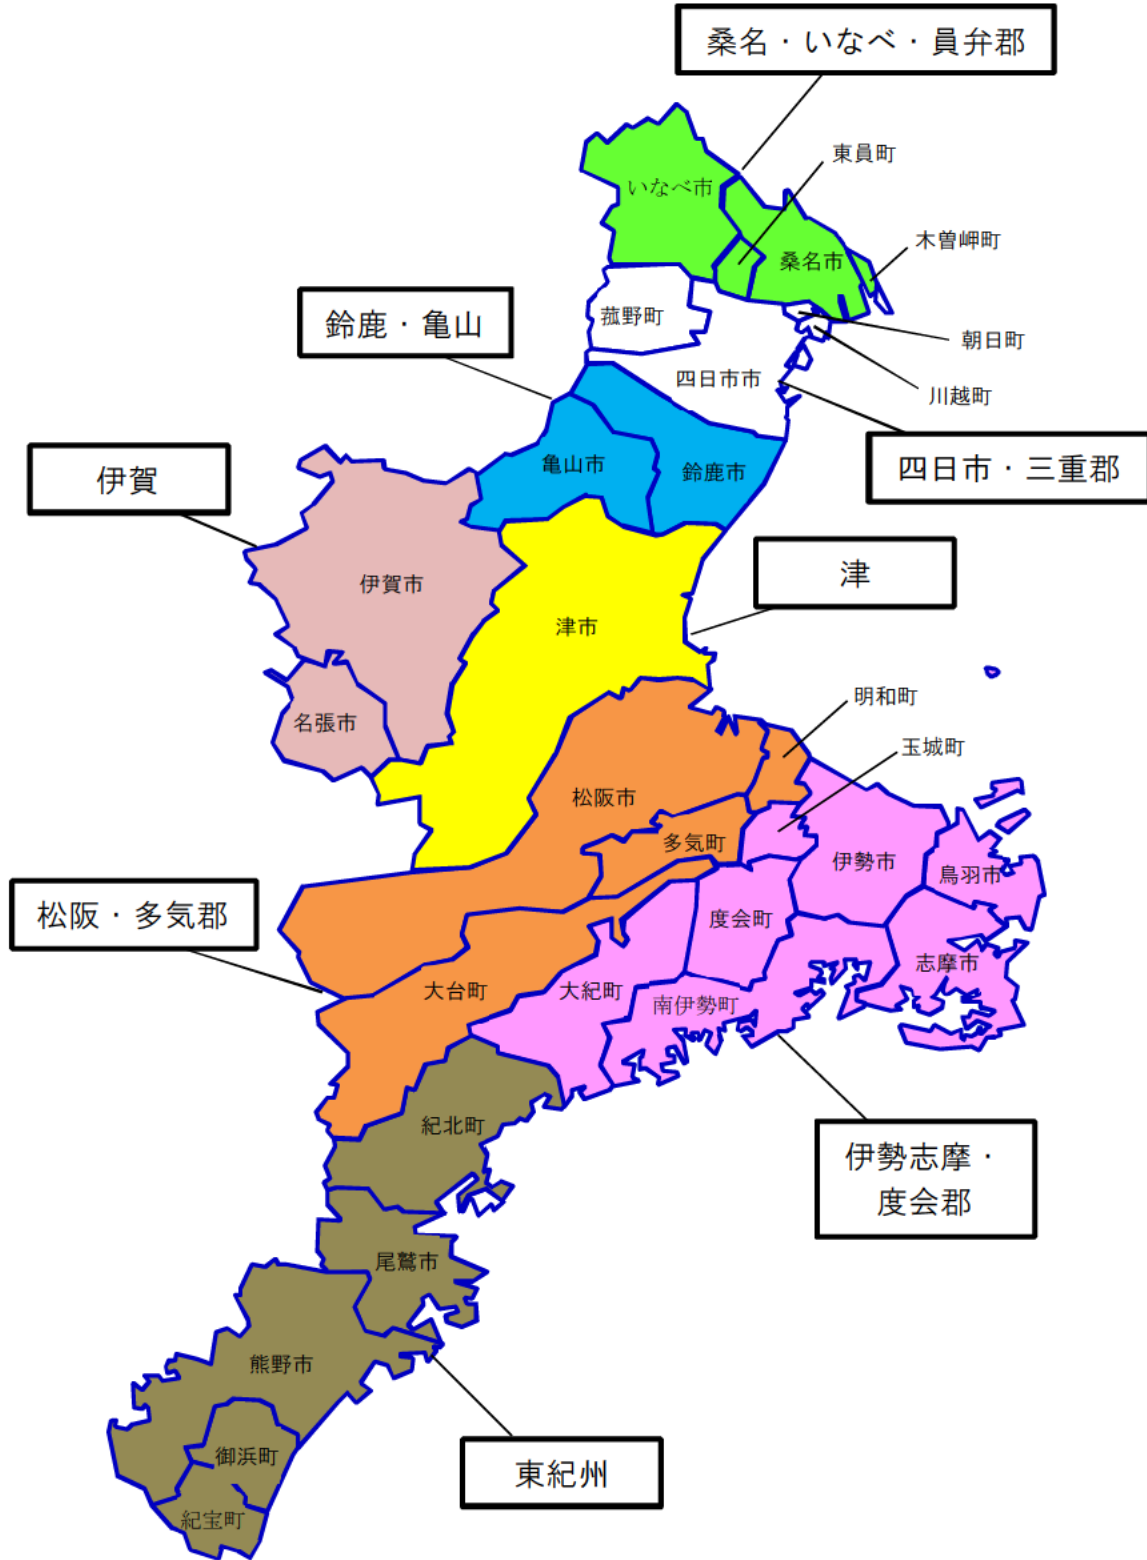 桑名・いなべ・員弁郡
東員町
いなべ市
木曽岬町
桑名市
鈴鹿・亀山
菰野町
朝日町
四日市市
川越町
四日市・三重郡
亀山市
鈴鹿市
伊賀
津
伊賀市
津市
明和町
名張市
玉城町
松阪市
多気町
伊勢市
鳥羽市
松阪・多気郡
度会町
志摩市
大台町
大紀町
南伊勢町
紀北町
伊勢志摩・
度会郡
尾鷲市
熊野市
御浜町
東紀州
紀宝町